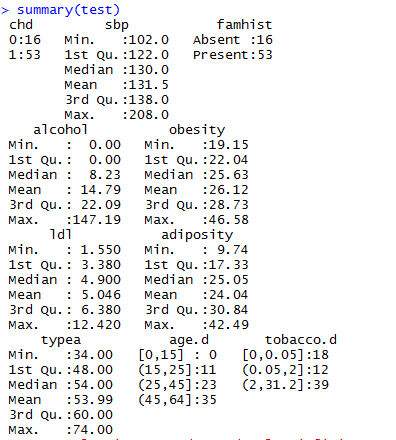 > summary(test)
chd sbp famhist
0:16 Min. :102.0 Absent :16
1:53 1st Qu.:122.0 Present:53
Median :130.0
Mean :131.5
3rd Qu.:138.0
Max. :208.0
alcohol obesity
Min. : 0.00 Min. :19.15
1st Qu.: 0.00 1st Qu.:22.04
Median : 8.23 Median :25.63
Mean : 14.79 Mean :26.12
3rd Qu.: 22.09 3rd Qu.:28.73
Max. :147.19 Max. :46.58
ldl adiposity
Min. : 1.550 Min. : 9.74
1st Qu.: 3.380 1st Qu.:17.33
Median : 4.900 Median :25.05
Mean : 5.046 Mean :24.04
3rd Qu.: 6.380 3rd Qu.:30.84
Max. :12.420 Max. :42.49
typea age.d tobacco.d
Min. :34.00 [0,15] : 0 [0,0.05]:18
1st Qu.:48.00 (15,25]:11 (0.05,2]:12
Median :54.00 (25,45]:23 (2,31.2]:39
Mean :53.99 (45,64]:35
3rd Qu.:60.00
Max. :74.00